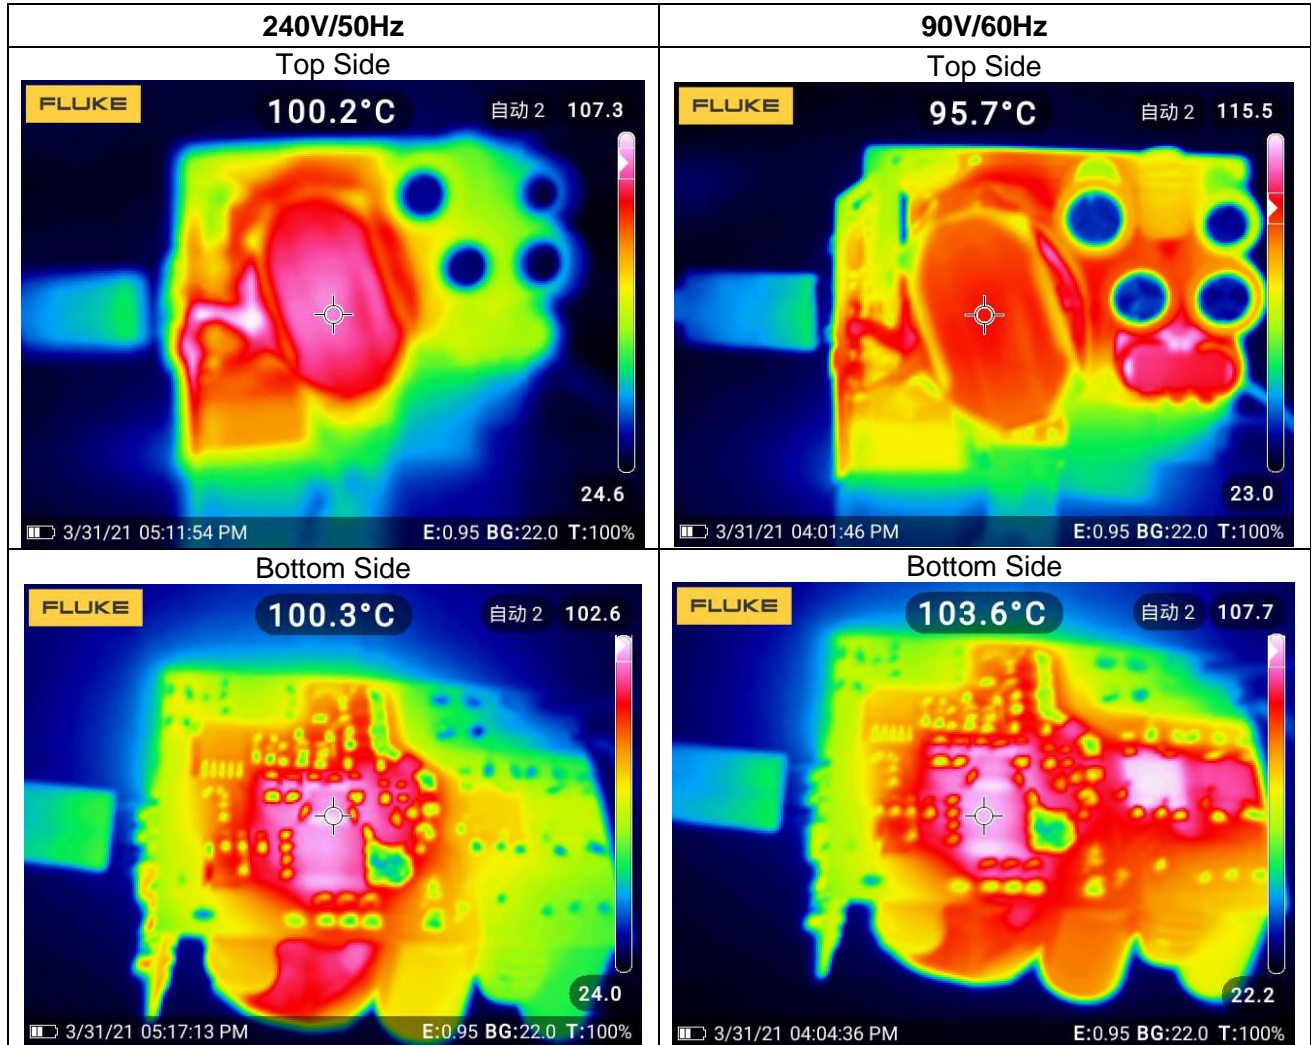 240V/50Hz
90V/60Hz
Top Side
Top Side
FLUKE
100.2°C
自动 2 107.3
24.6
3/31/21 05:11:54 PM
E:0.95 BG:22.0 T:100%
FLUKE
95.7°C
自动 2 115.5
23.0
3/31/21 04:01:46 PM
E:0.95 BG:22.0 T:100%
Bottom Side
Bottom Side
FLUKE
100.3°C
自动 2 102.6
24.0
3/31/21 05:17:13 PM
E:0.95 BG:22.0 T:100%
FLUKE
103.6°C
自动 2 107.7
22.2
3/31/21 04:04:36 PM
E:0.95 BG:22.0 T:100%